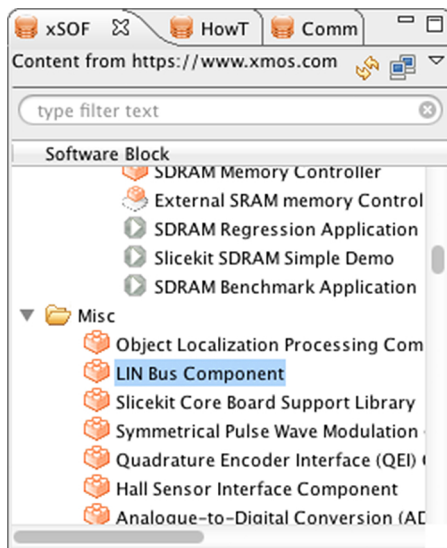 xSOF HowT Comm
Content from https://www.xmos.com
type filter text
Software Block
SDRAM Memory Controller
External SRAM memory Control
SDRAM Regression Application
Slicekit SDRAM Simple Demo
SDRAM Benchmark Application
Misc
Object Localization Processing Com
LIN Bus Component
Slicekit Core Board Support Library
Symmetrical Pulse Wave Modulation
Quadrature Encoder Interface (QEI)
Hall Sensor Interface Component
Analogue-to-Digital Conversion (AD